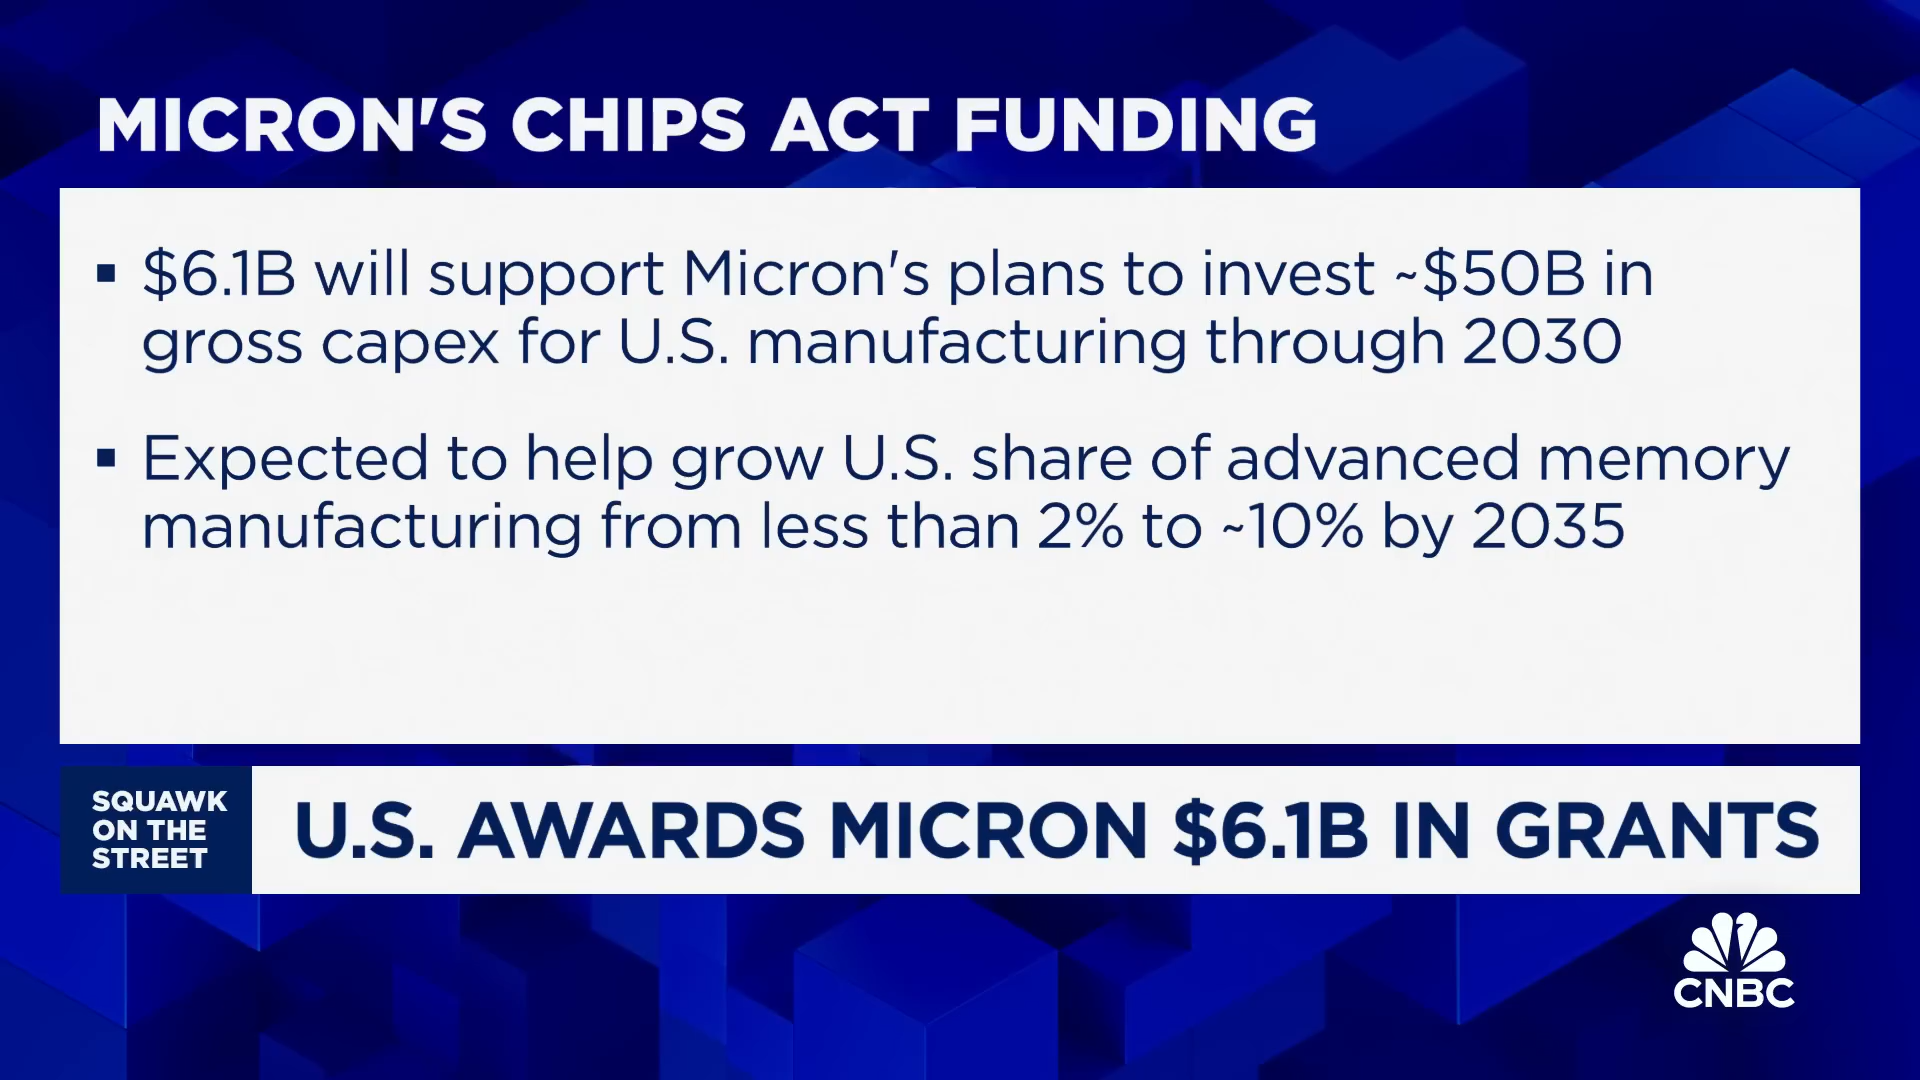 MICRON'S CHIPS ACT FUNDING
▪ $6.1B will support Micron's plans to invest ~$50B in
gross capex for U.S. manufacturing through 2030
▪ Expected to help grow U.S. share of advanced memory
manufacturing from less than 2% to ~10% by 2035
SQUAWK
ON THE
STREET
U.S. AWARDS MICRON $6.1B IN GRANTS
CNBC